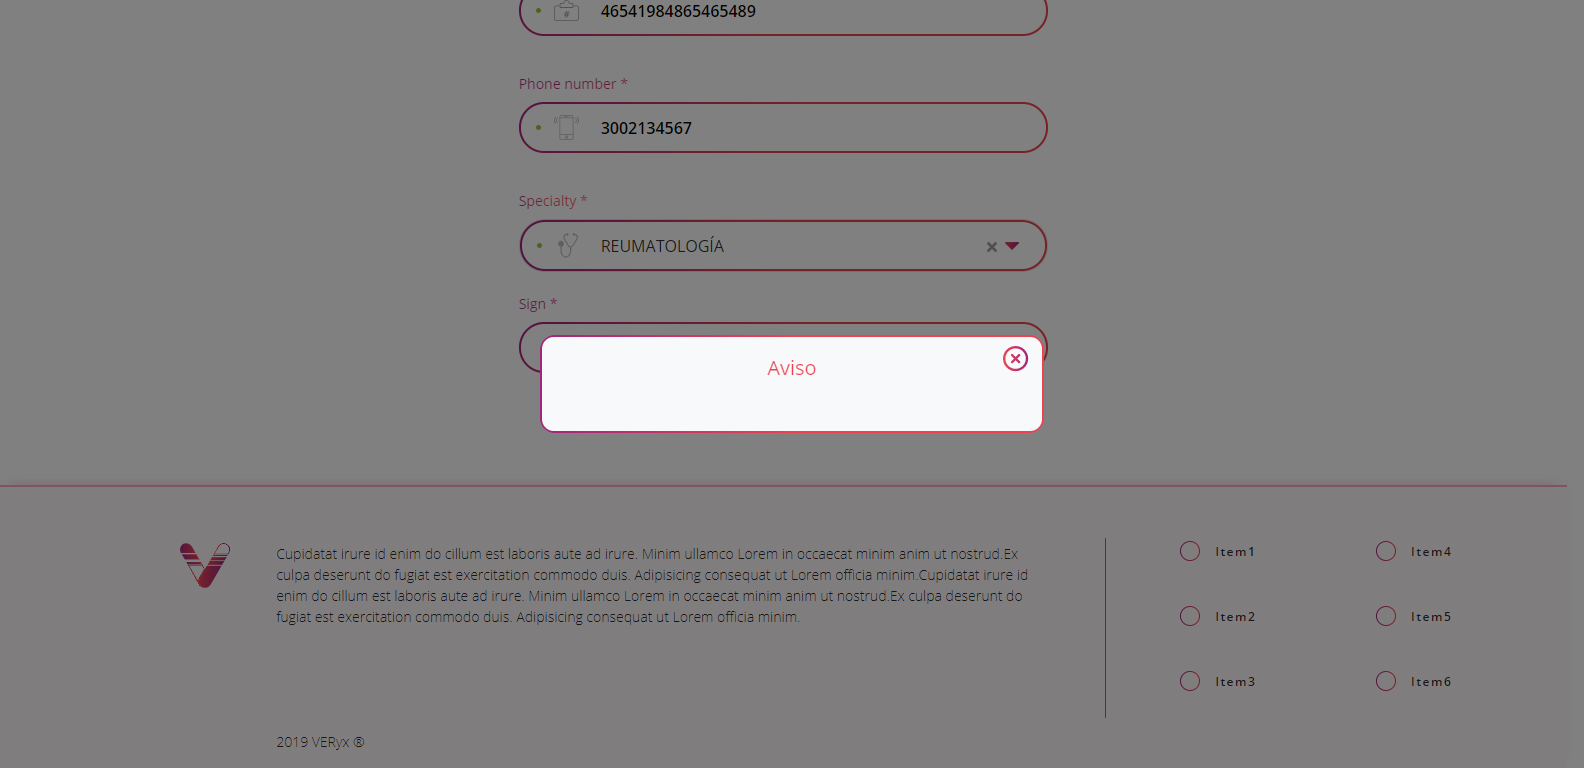 46541984865465489
Phone number *
3002134567
Specialty *
REUMATOLOGÍA
Sign *
Aviso
Cupidatat irure id enim do cillum est laboris aute ad irure. Minim ullamco Lorem in occaecat minim anim ut nostrud.Ex
culpa deserunt do fugiat est exercitation commodo duis. Adipisicing consequat ut Lorem officia minim.Cupidatat irure id
enim do cillum est laboris aute ad irure. Minim ullamco Lorem in occaecat minim anim ut nostrud.Ex culpa deserunt do
fugiat est exercitation commodo duis. Adipisicing consequat ut Lorem officia minim.
Item1
Item4
Item2
Item5
Item3
Item6
2019 VERyx ®